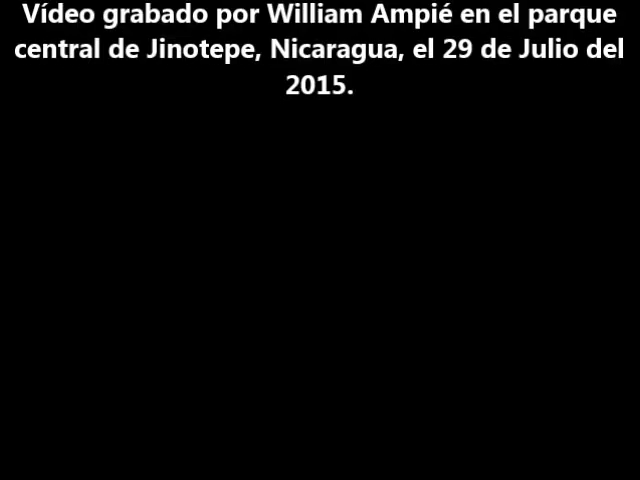 Vídeo grabado por William Ampié en el parque
central de Jinotepe, Nicaragua, el 29 de Julio del
2015.